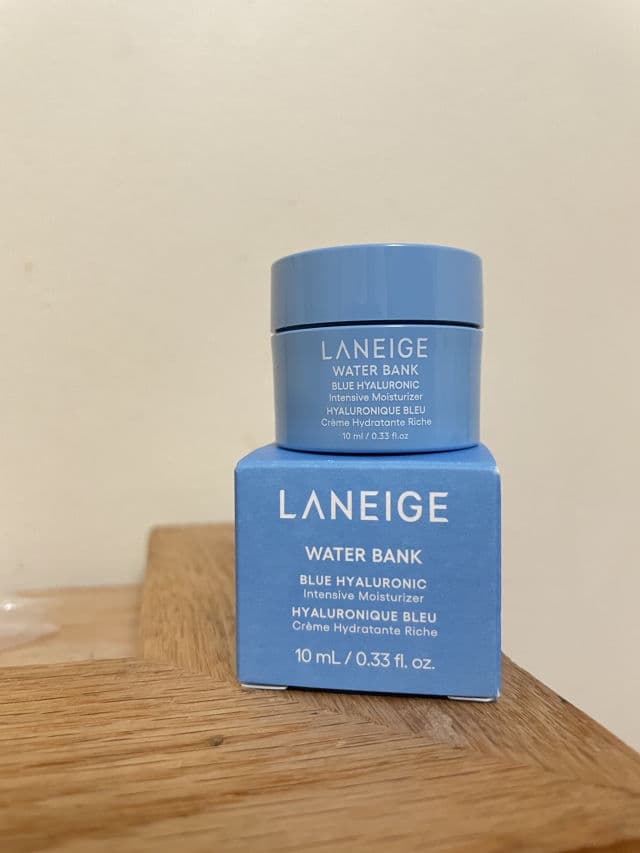 LANEIGE
WATER BANK
BLUE HYALURONIC
Intensive Moisturizer
HYALURONIQUE BLEU
Crème Hydratante Riche
10 ml / 0.33 fl.oz
LANEIGE
WATER BANK
BLUE HYALURONIC
Intensive Moisturizer
HYALURONIQUE BLEU
Crème Hydratante Riche
10 mL / 0.33 fl. oz.